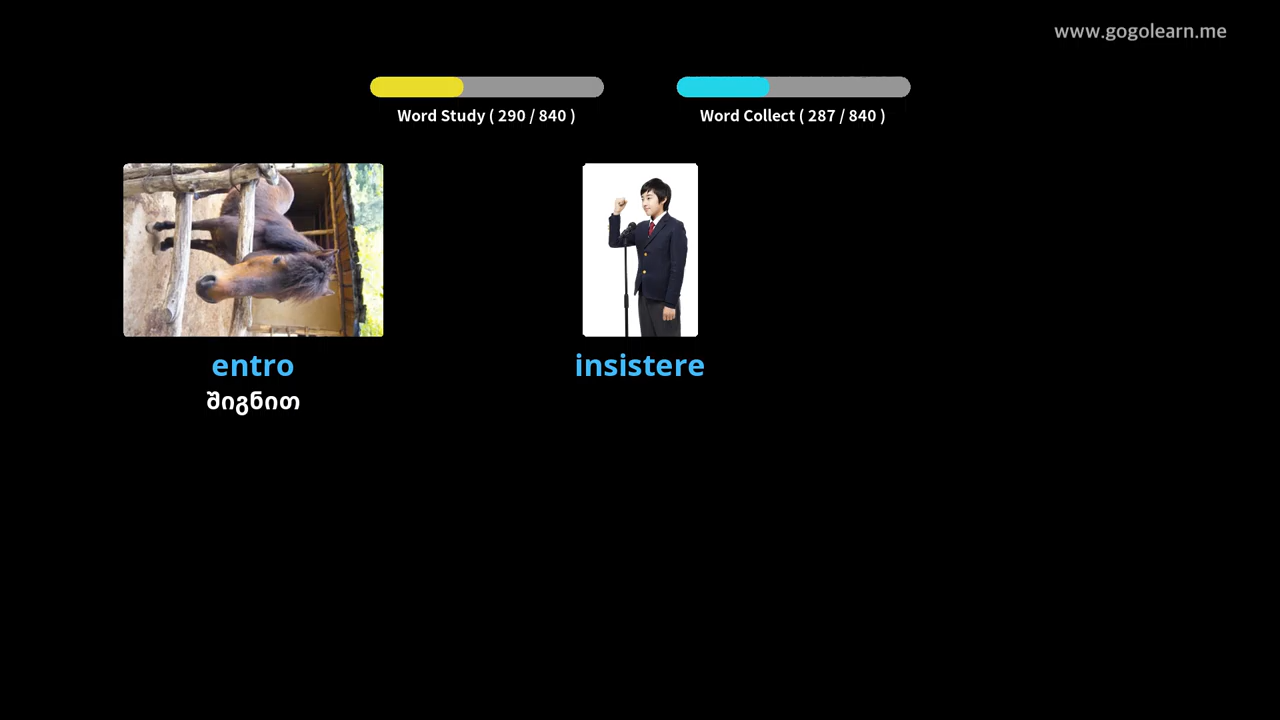 www.gogolearn.me
Word Study ( 290 / 840 )
Word Collect ( 287 / 840 )
entro
შიგნით
insistere